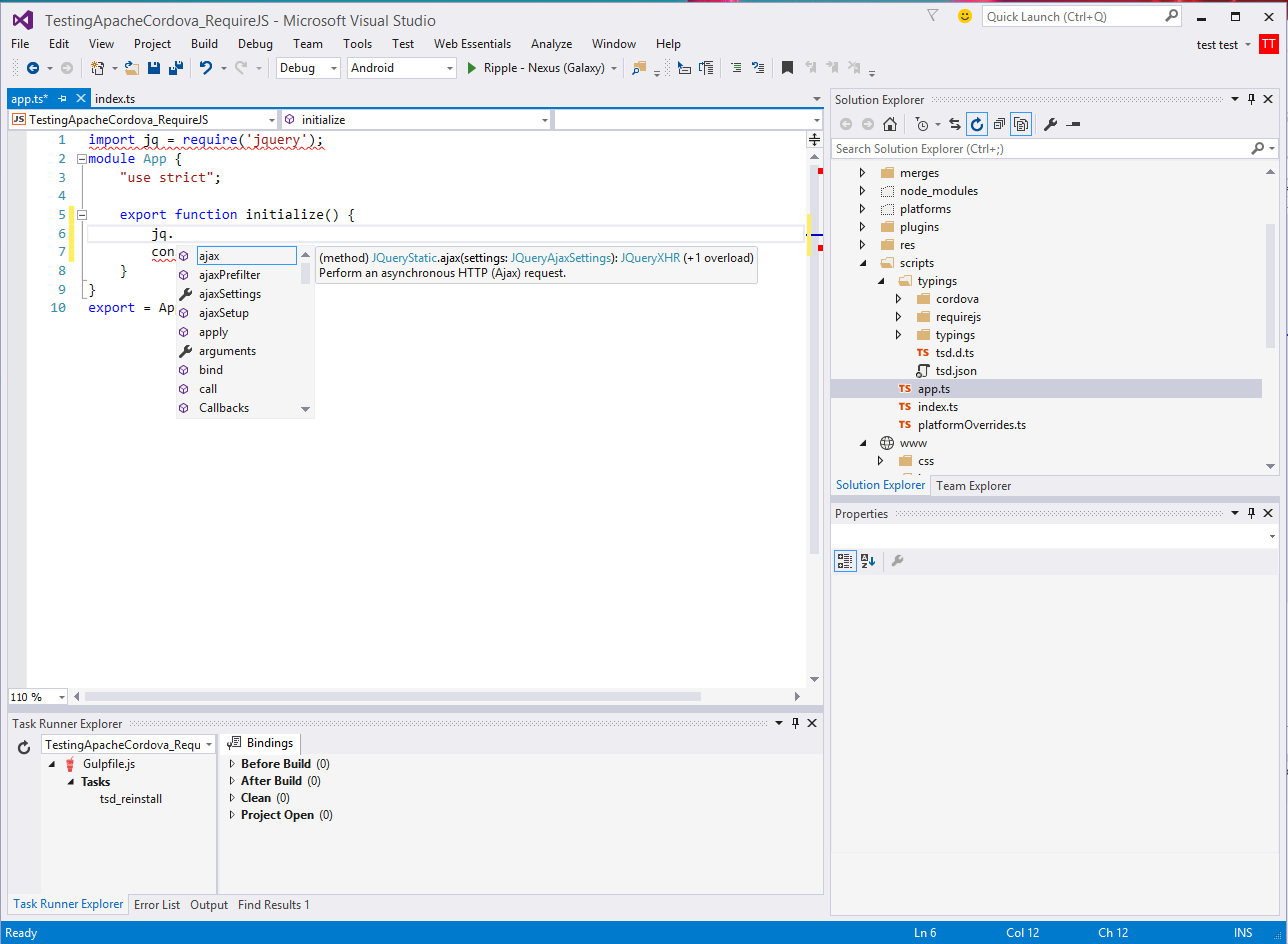 TestingApacheCordova_RequireJS - Microsoft Visual Studio
Quick Launch (Ctrl+Q)
File Edit View Project Build Debug Team Tools Test Web Essentials Analyze Window Help
test test TT
Debug Android Ripple - Nexus (Galaxy)
app.ts* index.ts
JS TestingApacheCordova_RequireJS initialize
1 import jq = require('jquery');
2 module App {
3 "use strict";
4
5 export function initialize() {
6 jq.
7 con
8 }
9 }
10 export = Ap
ajax
ajaxPrefilter
ajaxSettings
ajaxSetup
apply
arguments
bind
call
Callbacks
(method) JQueryStatic.ajax(settings: JQueryAjaxSettings): JQueryXHR (+1 overload)
Perform an asynchronous HTTP (Ajax) request.
110 %
Solution Explorer
Search Solution Explorer (Ctrl+;)
merges
node_modules
platforms
plugins
res
scripts
typings
cordova
requirejs
typings
TS tsd.d.ts
tsd.json
TS app.ts
TS index.ts
TS platformOverrides.ts
www
css
Solution Explorer Team Explorer
Properties
Task Runner Explorer
TestingApacheCordova_Requ
Gulpfile.js
Tasks
tsd_reinstall
Bindings
Before Build (0)
After Build (0)
Clean (0)
Project Open (0)
Task Runner Explorer Error List Output Find Results 1
Ready Ln 6 Col 12 Ch 12 INS